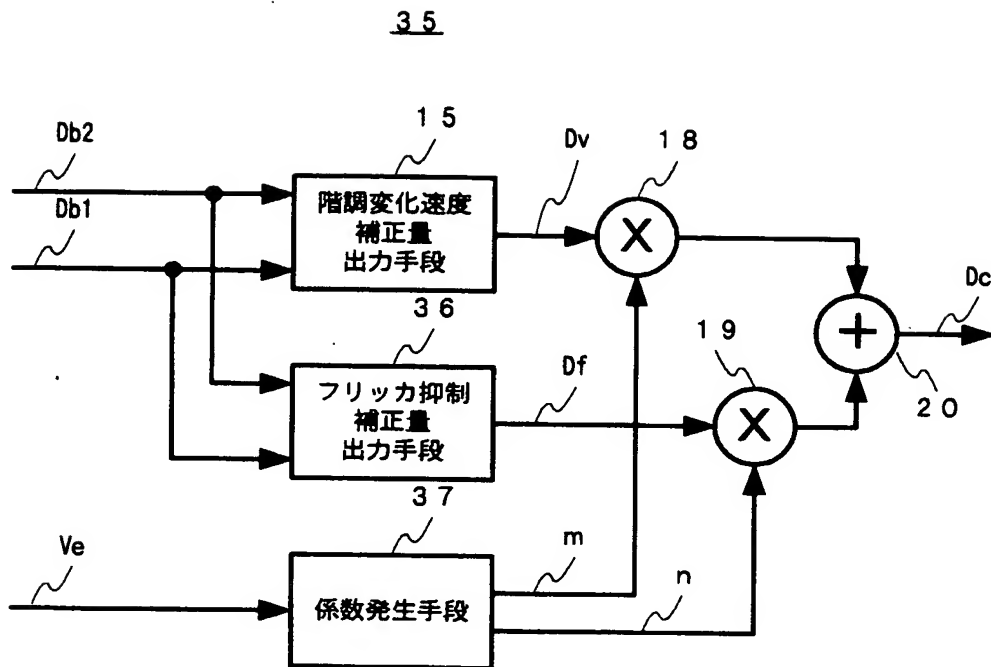 35
Db2
15
Dv
18
階調変化速度
補正量
出力手段
Db1
X
36
Dc
19
+
フリッカ抑制
補正量
出力手段
Df
X
20
37
Ve
m
n
係数発生手段